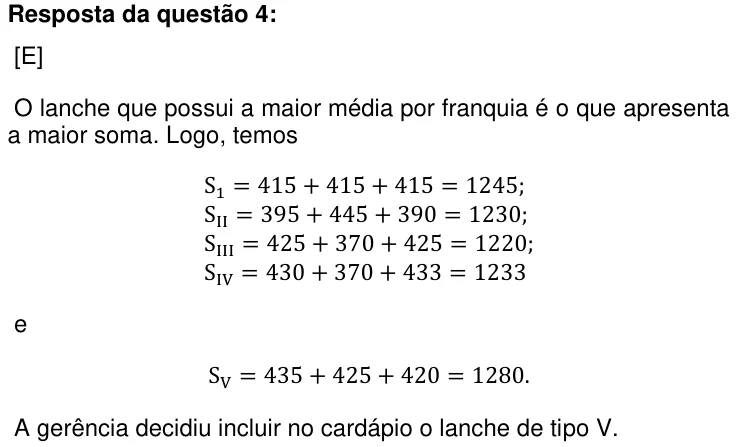 Resposta da questão 4:
[E]
O lanche que possui a maior média por franquia é o que apresenta
a maior soma. Logo, temos
S₁ = 415 + 415 + 415 = 1245;
S_II = 395 + 445 + 390 = 1230;
S_III = 425 + 370 + 425 = 1220;
S_IV = 430 + 370 + 433 = 1233
e
S_V = 435 + 425 + 420 = 1280.
A gerência decidiu incluir no cardápio o lanche de tipo V.